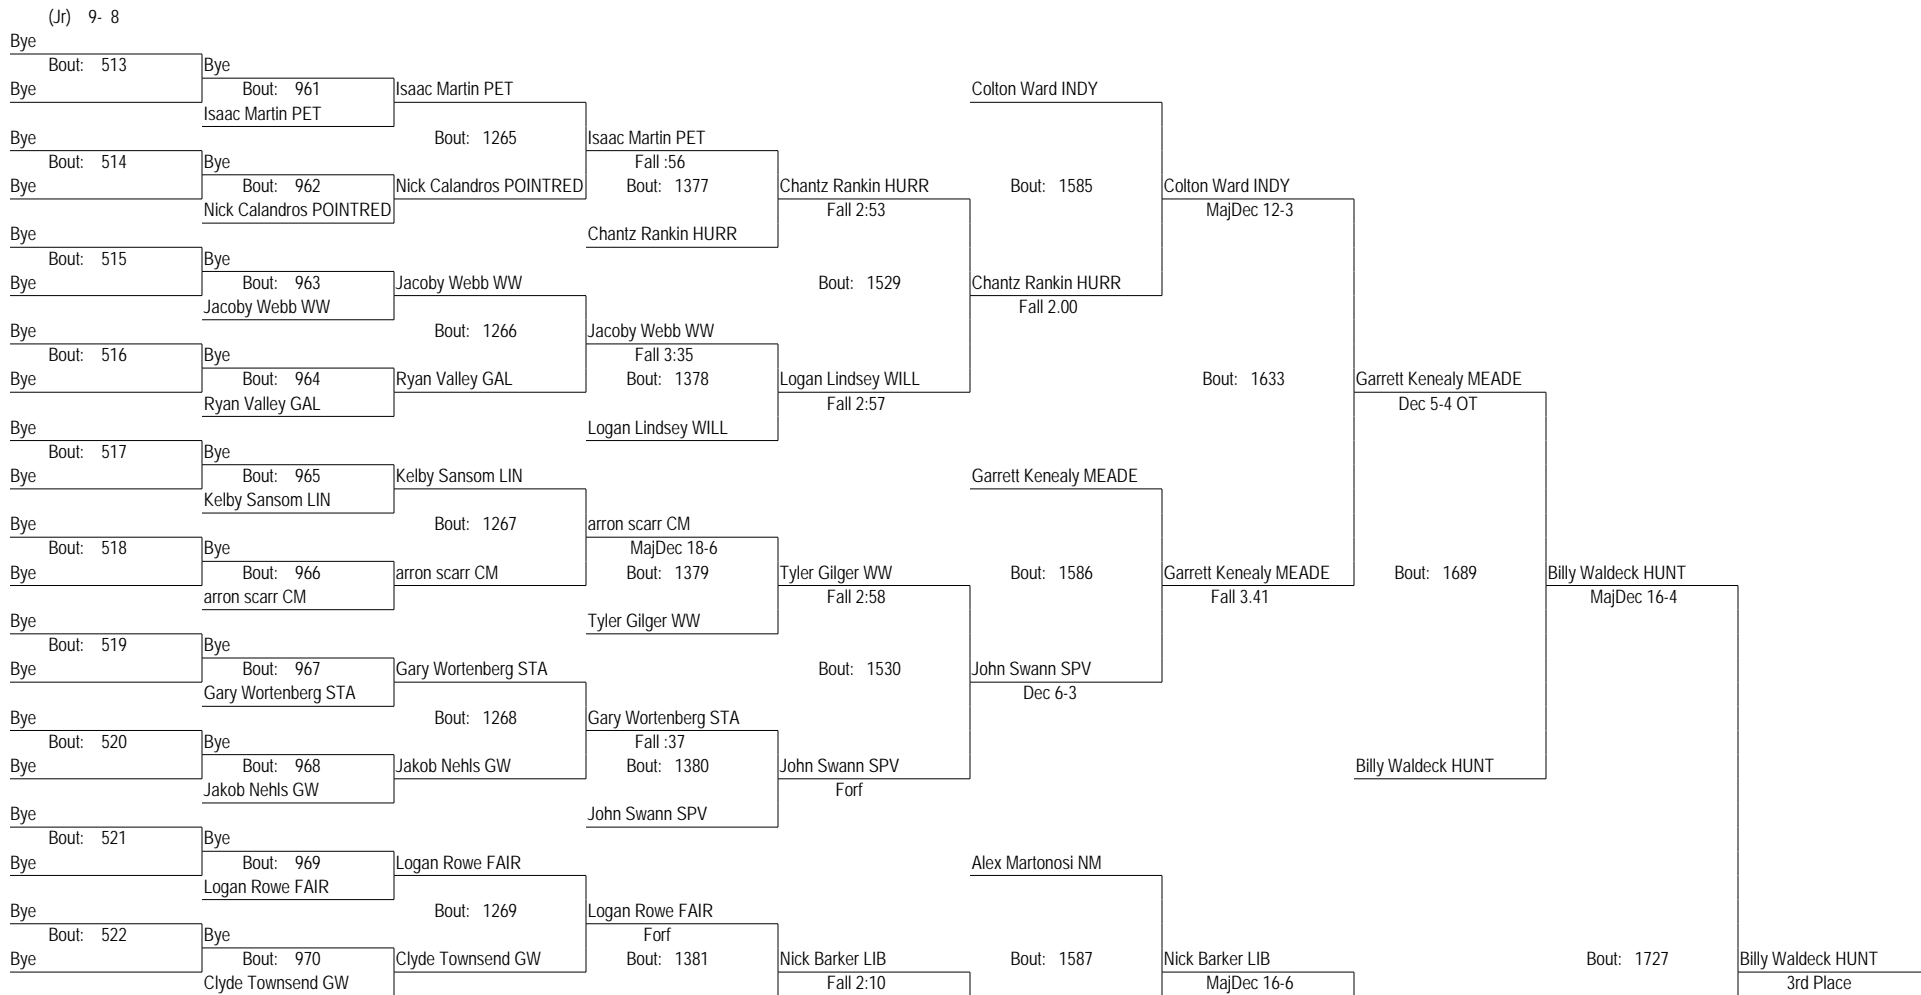 (Jr) 9- 8
Bye
Bout: 513 Bye
Bye Bout: 961 Isaac Martin PET Colton Ward INDY
Isaac Martin PET
Bye Bout: 1265 Isaac Martin PET
Bout: 514 Bye Fall :56
Bye Bout: 962 Nick Calandros POINTRED Bout: 1377 Chantz Rankin HURR Bout: 1585 Colton Ward INDY
Nick Calandros POINTRED Fall 2:53 MajDec 12-3
Bye Chantz Rankin HURR
Bout: 515 Bye
Bye Bout: 963 Jacoby Webb WW Bout: 1529 Chantz Rankin HURR
Jacoby Webb WW Fall 2.00
Bye Bout: 1266 Jacoby Webb WW
Bout: 516 Bye Fall 3:35
Bye Bout: 964 Ryan Valley GAL Bout: 1378 Logan Lindsey WILL Bout: 1633 Garrett Kenealy MEADE
Ryan Valley GAL Fall 2:57 Dec 5-4 OT
Bye Logan Lindsey WILL
Bout: 517 Bye
Bye Bout: 965 Kelby Sansom LIN Garrett Kenealy MEADE
Kelby Sansom LIN
Bye Bout: 1267 arron scarr CM
Bout: 518 Bye MajDec 18-6
Bye Bout: 966 arron scarr CM Bout: 1379 Tyler Gilger WW Bout: 1586 Garrett Kenealy MEADE Bout: 1689 Billy Waldeck HUNT
arron scarr CM Fall 2:58 Fall 3.41 MajDec 16-4
Bye Tyler Gilger WW
Bout: 519 Bye
Bye Bout: 967 Gary Wortenberg STA Bout: 1530 John Swann SPV
Gary Wortenberg STA Dec 6-3
Bye Bout: 1268 Gary Wortenberg STA
Bout: 520 Bye Fall :37
Bye Bout: 968 Jakob Nehls GW Bout: 1380 John Swann SPV Billy Waldeck HUNT
Jakob Nehls GW Forf
Bye John Swann SPV
Bout: 521 Bye
Bye Bout: 969 Logan Rowe FAIR Alex Martonosi NM
Logan Rowe FAIR
Bye Bout: 1269 Logan Rowe FAIR
Bout: 522 Bye Forf
Bye Bout: 970 Clyde Townsend GW Bout: 1381 Nick Barker LIB Bout: 1587 Nick Barker LIB Bout: 1727 Billy Waldeck HUNT
Clyde Townsend GW Fall 2:10 MajDec 16-6 3rd Place